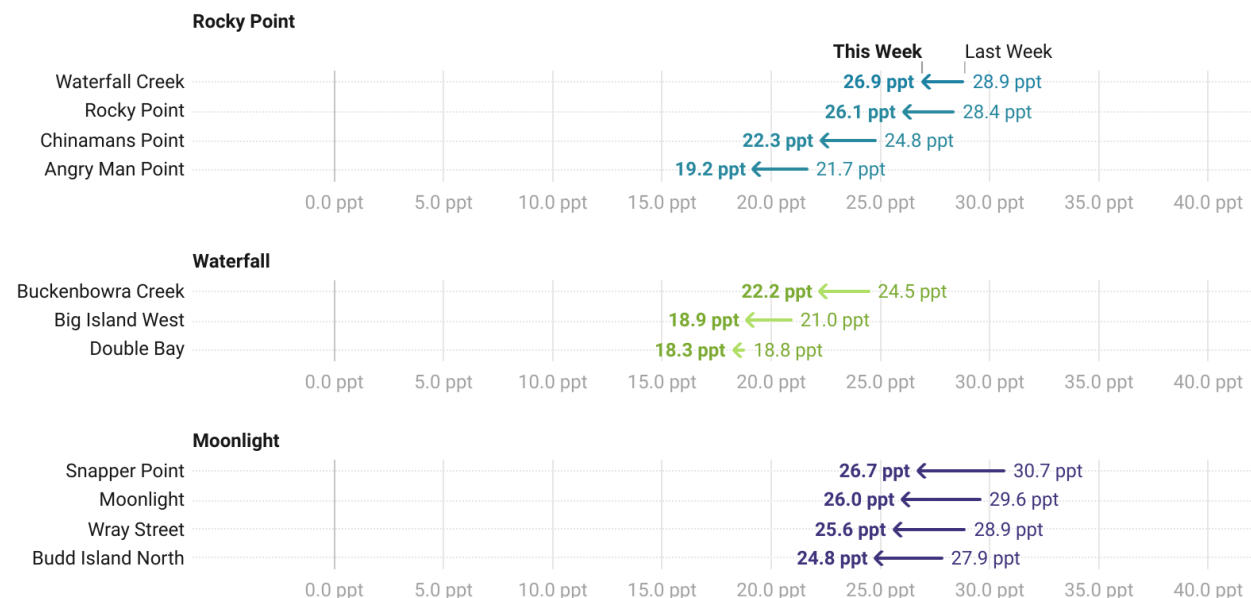 Rocky Point
This Week Last Week
Waterfall Creek 26.9 ppt 28.9 ppt
Rocky Point 26.1 ppt 28.4 ppt
Chinamans Point 22.3 ppt 24.8 ppt
Angry Man Point 19.2 ppt 21.7 ppt
0.0 ppt 5.0 ppt 10.0 ppt 15.0 ppt 20.0 ppt 25.0 ppt 30.0 ppt 35.0 ppt 40.0 ppt
Waterfall
Buckenbowra Creek 22.2 ppt 24.5 ppt
Big Island West 18.9 ppt 21.0 ppt
Double Bay 18.3 ppt 18.8 ppt
0.0 ppt 5.0 ppt 10.0 ppt 15.0 ppt 20.0 ppt 25.0 ppt 30.0 ppt 35.0 ppt 40.0 ppt
Moonlight
Snapper Point 26.7 ppt 30.7 ppt
Moonlight 26.0 ppt 29.6 ppt
Wray Street 25.6 ppt 28.9 ppt
Budd Island North 24.8 ppt 27.9 ppt
0.0 ppt 5.0 ppt 10.0 ppt 15.0 ppt 20.0 ppt 25.0 ppt 30.0 ppt 35.0 ppt 40.0 ppt